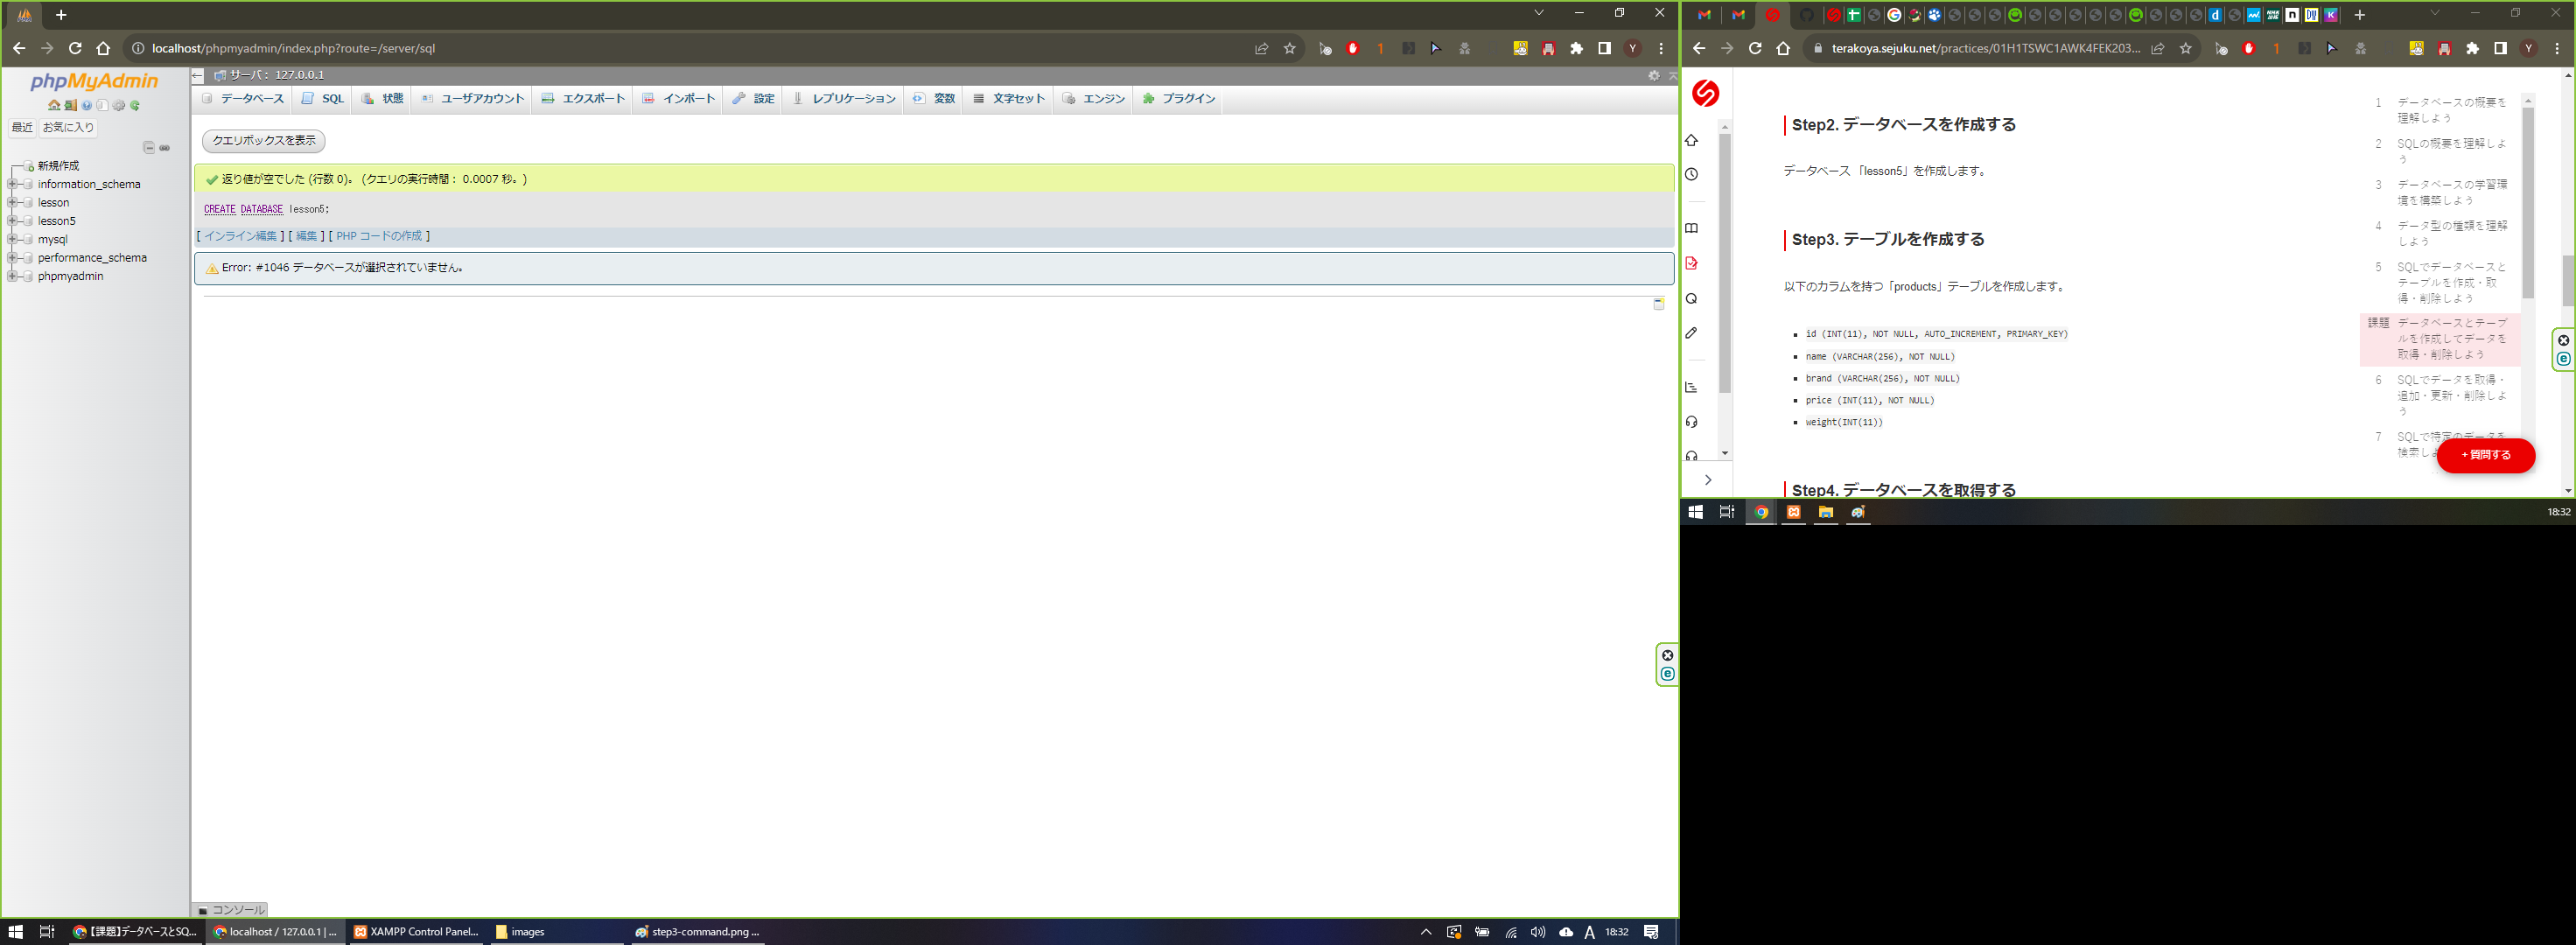 localhost/phpmyadmin/index.php?route=/server/sql
phpMyAdmin
最近 お気に入り
新規作成
information_schema
lesson
lesson5
mysql
performance_schema
phpmyadmin
サーバ: 127.0.0.1
データベース SQL 状態 ユーザアカウント エクスポート インポート 設定 レプリケーション 変数 文字セット エンジン プラグイン
クエリボックスを表示
返り値が空でした (行数 0)。 (クエリの実行時間: 0.0007 秒。)
CREATE DATABASE lesson5;
[ インライン編集 ] [ 編集 ] [ PHP コードの作成 ]
Error: #1046 データベースが選択されていません。
コンソール
【課題】データベースとSQ...
localhost / 127.0.0.1 | ...
XAMPP Control Panel...
images
step3-command.png ...
A
18:32
terakoya.sejuku.net/practices/01H1TSWC1AWK4FEK203...
Step2. データベースを作成する
データベース 「lesson5」を作成します。
Step3. テーブルを作成する
以下のカラムを持つ「products」テーブルを作成します。
id (INT(11), NOT NULL, AUTO_INCREMENT, PRIMARY_KEY)
name (VARCHAR(256), NOT NULL)
brand (VARCHAR(256), NOT NULL)
price (INT(11), NOT NULL)
weight(INT(11))
Step4. データベースを取得する
1 データベースの概要を
理解しよう
2 SQLの概要を理解しよ
う
3 データベースの学習環
境を構築しよう
4 データ型の種類を理解
しよう
5 SQLでデータベースと
テーブルを作成・取
得・削除しよう
課題 データベースとテーブ
ルを作成してデータを
取得・削除しよう
6 SQLでデータを取得・
追加・更新・削除しよ
う
7 SQLで特定のデータを
検索しよ
+ 質問する
18:32